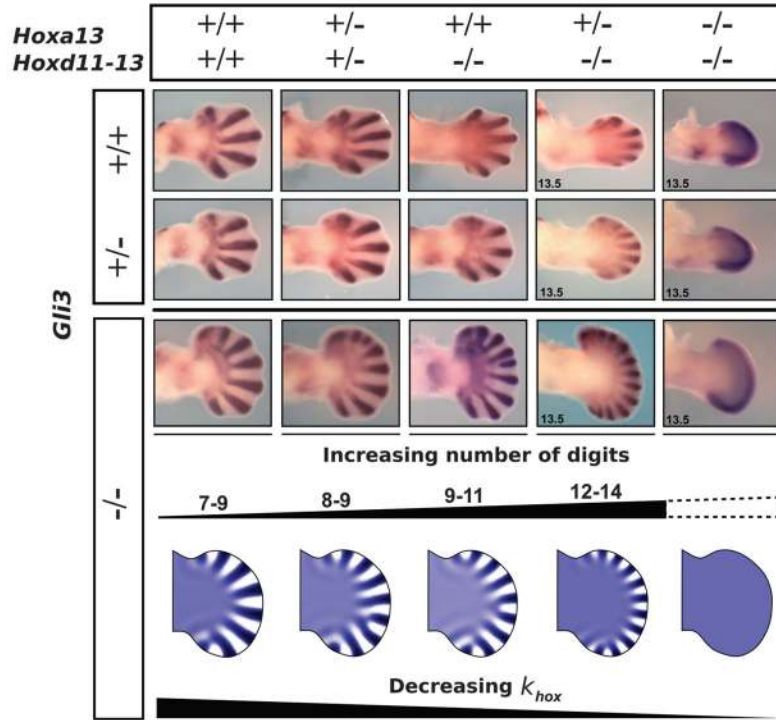 Hoxa13 +/+ +/- +/+ +/- -/-
Hoxd11-13 +/+ +/- -/- -/- -/-
Gli3
+/+
13.5 13.5
+/-
13.5 13.5
-/-
13.5 13.5
Increasing number of digits
7-9 8-9 9-11 12-14
Decreasing k hox